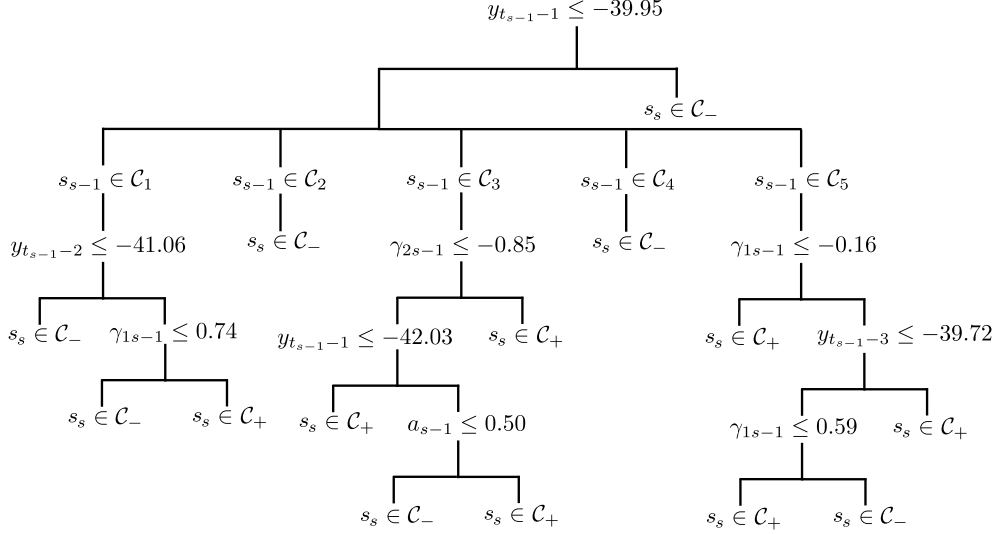 y_{t_{s-1}-1} ≤ −39.95
s_s ∈ C_−
s_{s-1} ∈ C_1 s_{s-1} ∈ C_2 s_{s-1} ∈ C_3 s_{s-1} ∈ C_4 s_{s-1} ∈ C_5
y_{t_{s-1}-2} ≤ −41.06 s_s ∈ C_− γ_{2s-1} ≤ −0.85 s_s ∈ C_− γ_{1s-1} ≤ −0.16
s_s ∈ C_− γ_{1s-1} ≤ 0.74 y_{t_{s-1}-1} ≤ −42.03 s_s ∈ C_+ s_s ∈ C_+ y_{t_{s-1}-3} ≤ −39.72
s_s ∈ C_− s_s ∈ C_+ s_s ∈ C_+ a_{s-1} ≤ 0.50 γ_{1s-1} ≤ 0.59 s_s ∈ C_+
s_s ∈ C_− s_s ∈ C_+ s_s ∈ C_+ s_s ∈ C_−